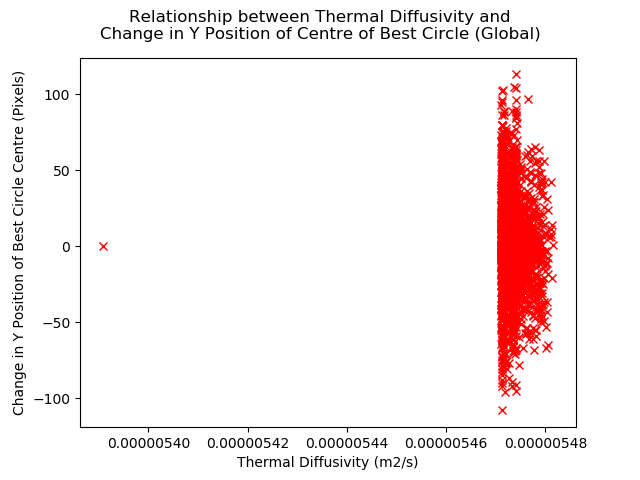 Relationship between Thermal Diffusivity and
Change in Y Position of Centre of Best Circle (Global)
Change in Y Position of Best Circle Centre (Pixels)
100
50
0
−50
−100
0.00000540 0.00000542 0.00000544 0.00000546 0.00000548
Thermal Diffusivity (m2/s)